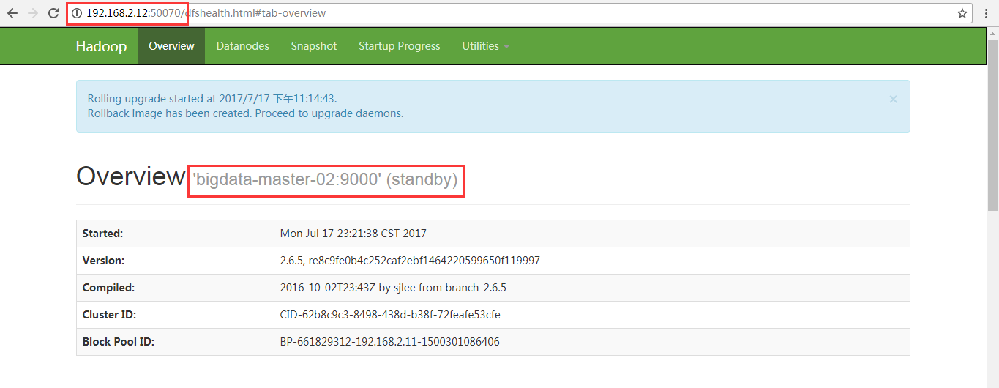 192.168.2.12:50070/dfshealth.html#tab-overview
Hadoop Overview Datanodes Snapshot Startup Progress Utilities
Rolling upgrade started at 2017/7/17 下午11:14:43.
Rollback image has been created. Proceed to upgrade daemons.
×
Overview 'bigdata-master-02:9000' (standby)
Started: Mon Jul 17 23:21:38 CST 2017
Version: 2.6.5, re8c9fe0b4c252caf2ebf1464220599650f119997
Compiled: 2016-10-02T23:43Z by sjlee from branch-2.6.5
Cluster ID: CID-62b8c9c3-8498-438d-b38f-72feafe53cfe
Block Pool ID: BP-661829312-192.168.2.11-1500301086406